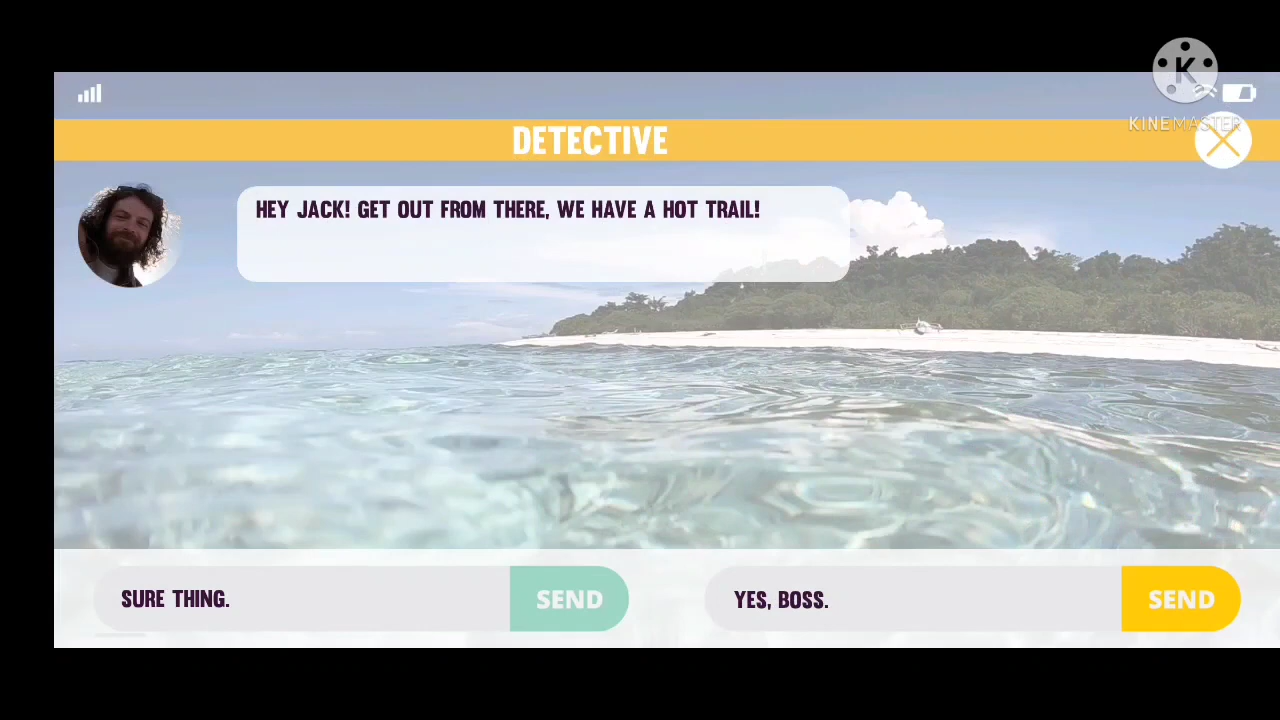 K
KINEMASTER
DETECTIVE
HEY JACK! GET OUT FROM THERE, WE HAVE A HOT TRAIL!
SURE THING.
SEND
YES, BOSS.
SEND